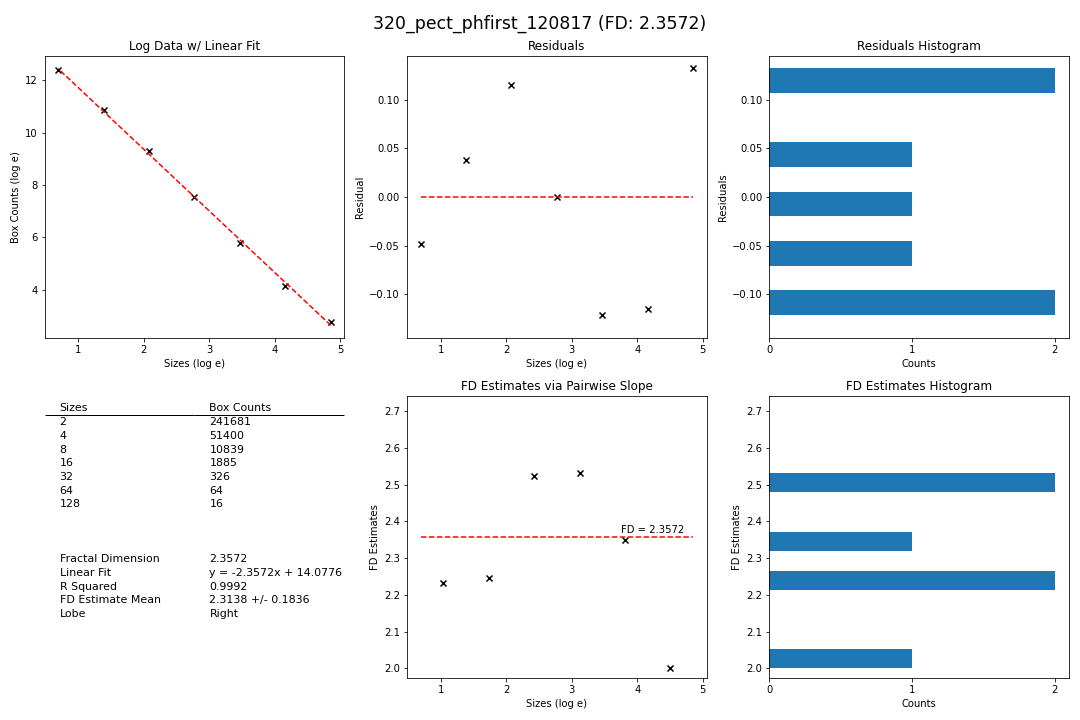 320_pect_phfirst_120817 (FD: 2.3572)
Log Data w/ Linear Fit
Box Counts (log e)
12
10
8
6
4
1 2 3 4 5
Sizes (log e)
Residuals
Residual
0.10
0.05
0.00
−0.05
−0.10
1 2 3 4 5
Sizes (log e)
Residuals Histogram
Residuals
0.10
0.05
0.00
−0.05
−0.10
0 1 2
Counts
Sizes Box Counts
2 241681
4 51400
8 10839
16 1885
32 326
64 64
128 16
Fractal Dimension 2.3572
Linear Fit y = -2.3572x + 14.0776
R Squared 0.9992
FD Estimate Mean 2.3138 +/- 0.1836
Lobe Right
FD Estimates via Pairwise Slope
FD Estimates
2.7
2.6
2.5
2.4
2.3
2.2
2.1
2.0
FD = 2.3572
1 2 3 4 5
Sizes (log e)
FD Estimates Histogram
FD Estimates
2.7
2.6
2.5
2.4
2.3
2.2
2.1
2.0
0 1 2
Counts